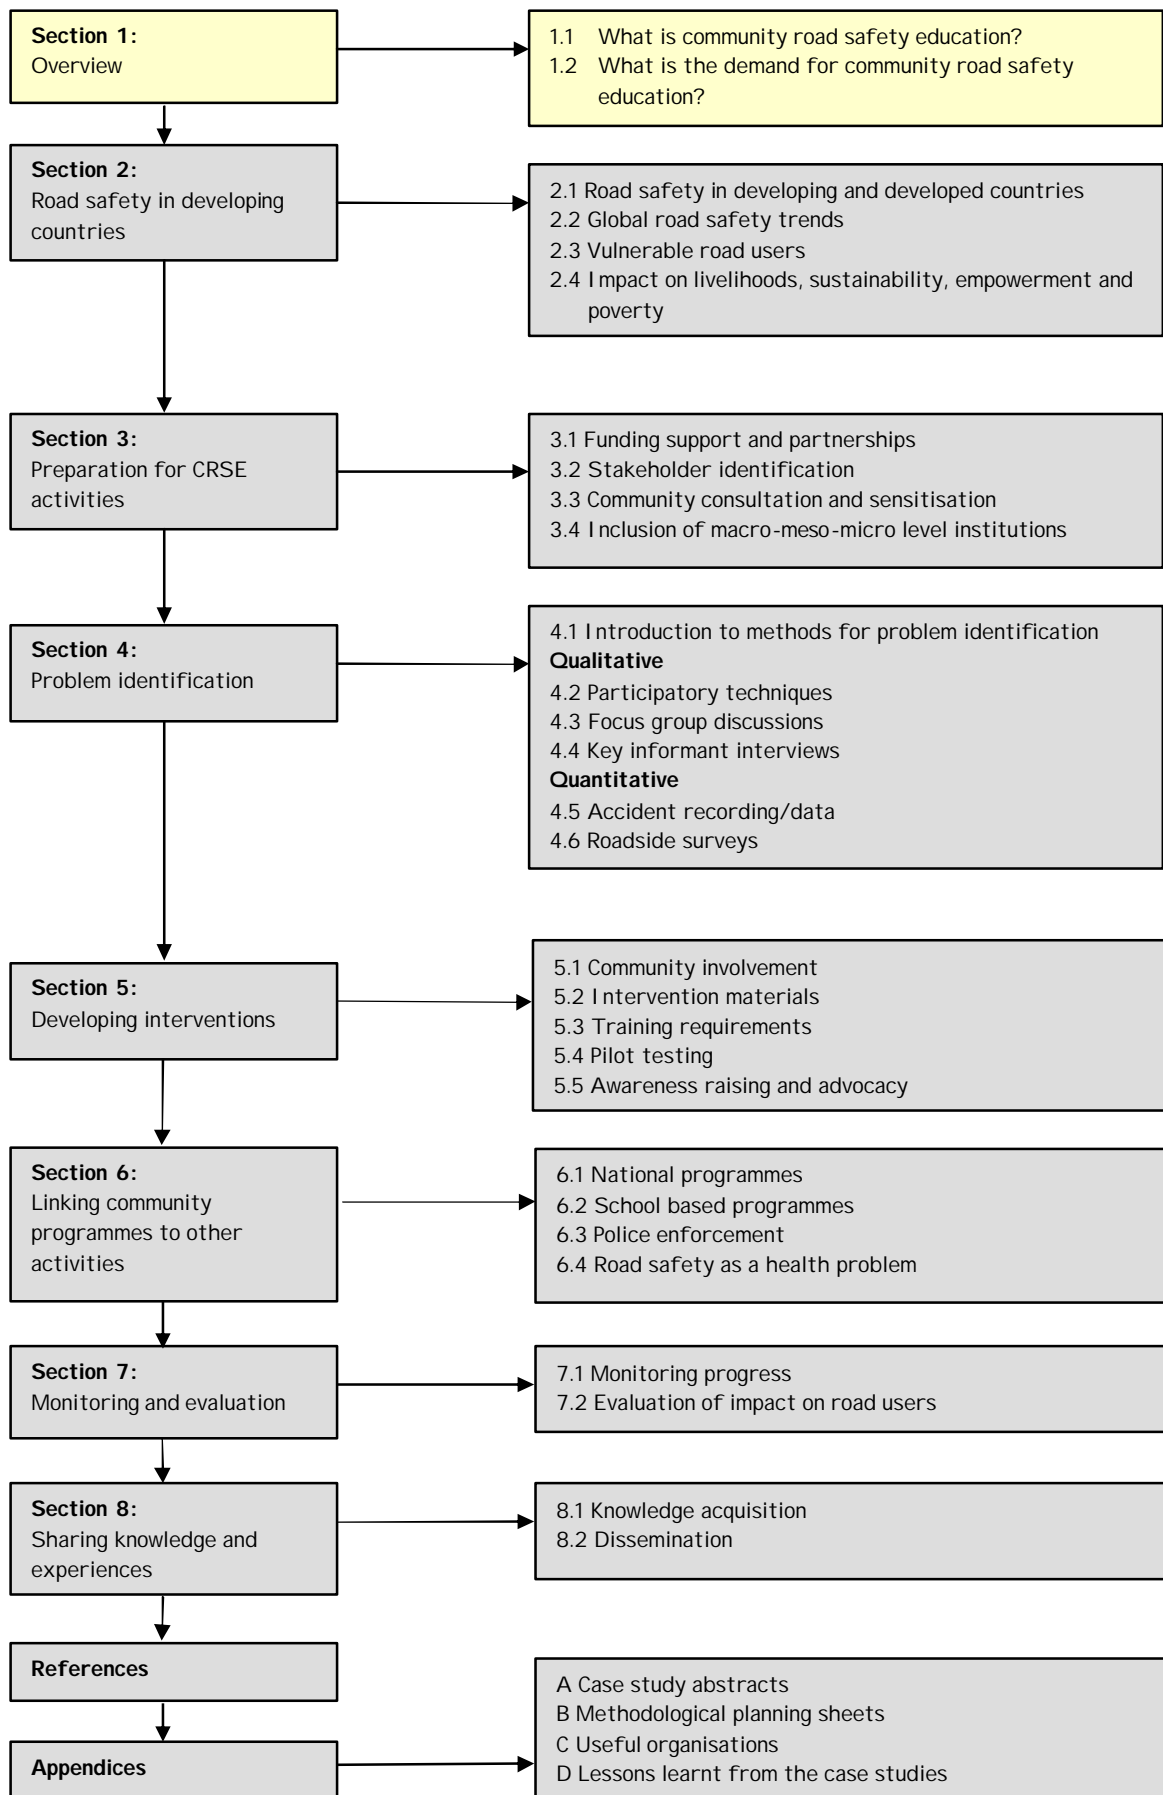 Section 1:
Overview
1.1 What is community road safety education?
1.2 What is the demand for community road safety
education?
Section 2:
Road safety in developing
countries
2.1 Road safety in developing and developed countries
2.2 Global road safety trends
2.3 Vulnerable road users
2.4 Impact on livelihoods, sustainability, empowerment and
poverty
Section 3:
Preparation for CRSE
activities
3.1 Funding support and partnerships
3.2 Stakeholder identification
3.3 Community consultation and sensitisation
3.4 Inclusion of macro-meso-micro level institutions
Section 4:
Problem identification
4.1 Introduction to methods for problem identification
Qualitative
4.2 Participatory techniques
4.3 Focus group discussions
4.4 Key informant interviews
Quantitative
4.5 Accident recording/data
4.6 Roadside surveys
Section 5:
Developing interventions
5.1 Community involvement
5.2 Intervention materials
5.3 Training requirements
5.4 Pilot testing
5.5 Awareness raising and advocacy
Section 6:
Linking community
programmes to other
activities
6.1 National programmes
6.2 School based programmes
6.3 Police enforcement
6.4 Road safety as a health problem
Section 7:
Monitoring and evaluation
7.1 Monitoring progress
7.2 Evaluation of impact on road users
Section 8:
Sharing knowledge and
experiences
8.1 Knowledge acquisition
8.2 Dissemination
References
Appendices
A Case study abstracts
B Methodological planning sheets
C Useful organisations
D Lessons learnt from the case studies